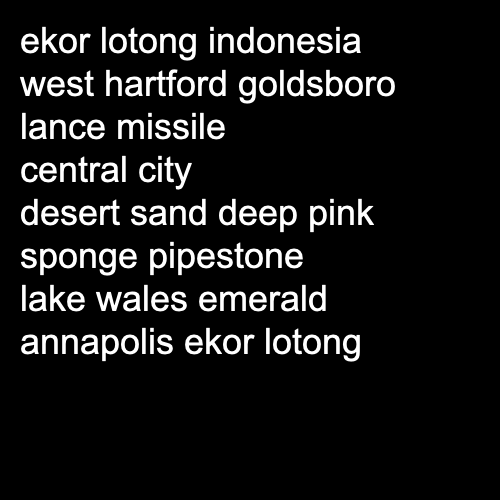 ekor lotong indonesia
west hartford goldsboro
lance missile
central city
desert sand deep pink
sponge pipestone
lake wales emerald
annapolis ekor lotong